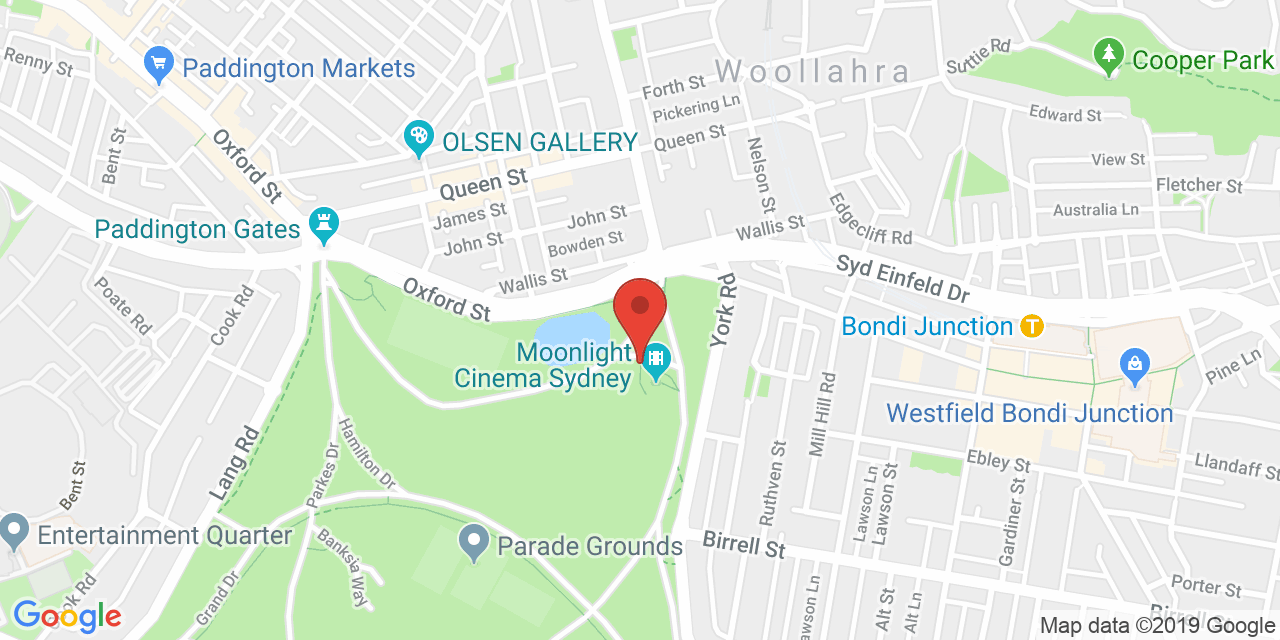 Renny St
Paddington Markets
Woollahra
Suttie Rd
Cooper Park
Forth St
Pickering Ln
Queen St
Edward St
Bent St
Oxford St
OLSEN GALLERY
Nelson St
View St
Fletcher St
Queen St
James St
John St
John St
Bowden St
Wallis St
Edgecliff Rd
Australia Ln
Paddington Gates
Wallis St
Syd Einfeld Dr
Poate Rd
Cook Rd
Oxford St
York Rd
Bondi Junction
T
Moonlight
Cinema Sydney
Pine Ln
Westfield Bondi Junction
Mill Hill Rd
Lang Rd
Parkes Dr
Hamilton Dr
Ruthven St
Ebley St
Llandaff St
Bent St
Lawson Ln
Lawson St
Gardiner St
Entertainment Quarter
Banksia Way
Parade Grounds
Birrell St
Grand Dr
Cook Rd
Lawson Ln
Alt St
Alt Ln
Porter St
Birrell St
Google
Map data ©2019 Google